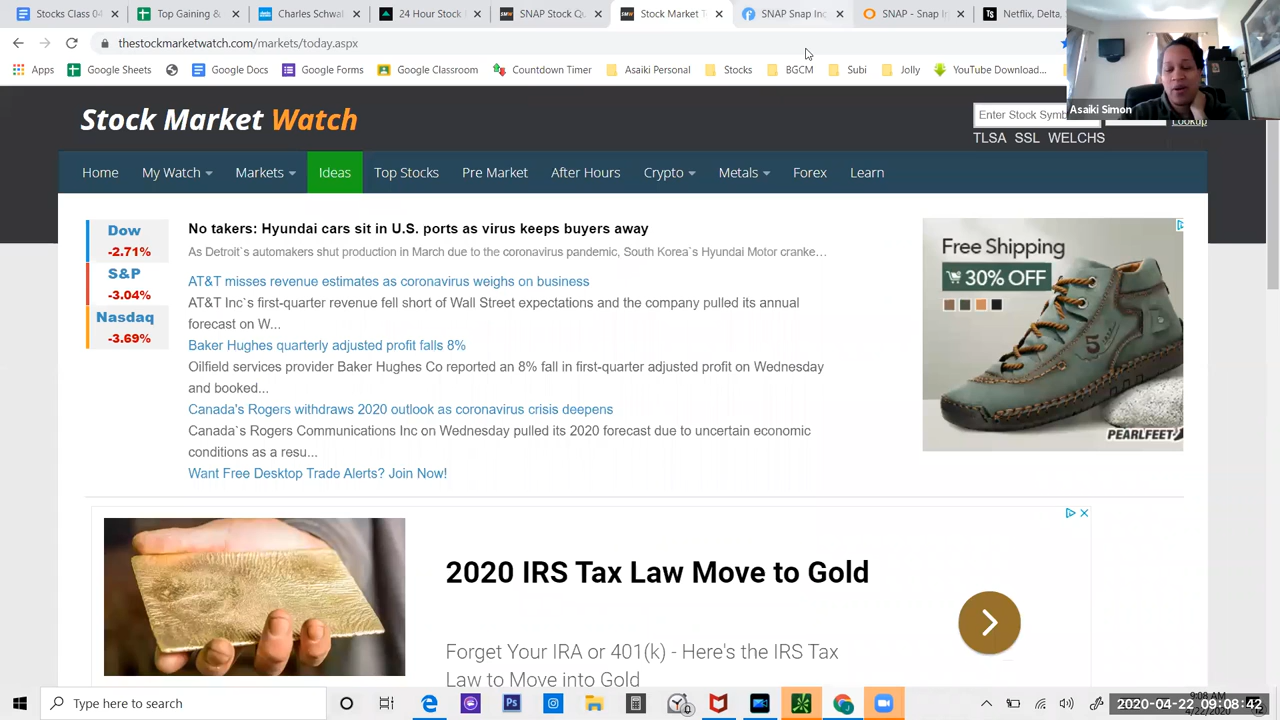 Stocks Class 04
Top Gaining &
Charles Schwa
24 Hour Stock
SNAP Stock Qu
Stock Market T
SNAP Snap Inc
SNAP - Snap In
Netflix, Delta,
thestockmarketwatch.com/markets/today.aspx
Apps
Google Sheets
Google Docs
Google Forms
Google Classroom
Countdown Timer
Asaiki Personal
Stocks
BGCM
Subi
Jolly
YouTube Download...
Asaiki Simon
Stock Market Watch
Enter Stock Symb
Lookup
TLSA SSL WELCHS
Home
My Watch
Markets
Ideas
Top Stocks
Pre Market
After Hours
Crypto
Metals
Forex
Learn
Dow
-2.71%
S&P
-3.04%
Nasdaq
-3.69%
No takers: Hyundai cars sit in U.S. ports as virus keeps buyers away
As Detroit`s automakers shut production in March due to the coronavirus pandemic, South Korea`s Hyundai Motor cranke...
AT&T misses revenue estimates as coronavirus weighs on business
AT&T Inc`s first-quarter revenue fell short of Wall Street expectations and the company pulled its annual
forecast on W...
Baker Hughes quarterly adjusted profit falls 8%
Oilfield services provider Baker Hughes Co reported an 8% fall in first-quarter adjusted profit on Wednesday
and booked...
Canada's Rogers withdraws 2020 outlook as coronavirus crisis deepens
Canada`s Rogers Communications Inc on Wednesday pulled its 2020 forecast due to uncertain economic
conditions as a resu...
Want Free Desktop Trade Alerts? Join Now!
Free Shipping
30% OFF
5
PEARLFEET
2020 IRS Tax Law Move to Gold
Forget Your IRA or 401(k) - Here's the IRS Tax
Law to Move into Gold
Type here to search
9:08 AM
4/22/2020
2020-04-22 09:08:42